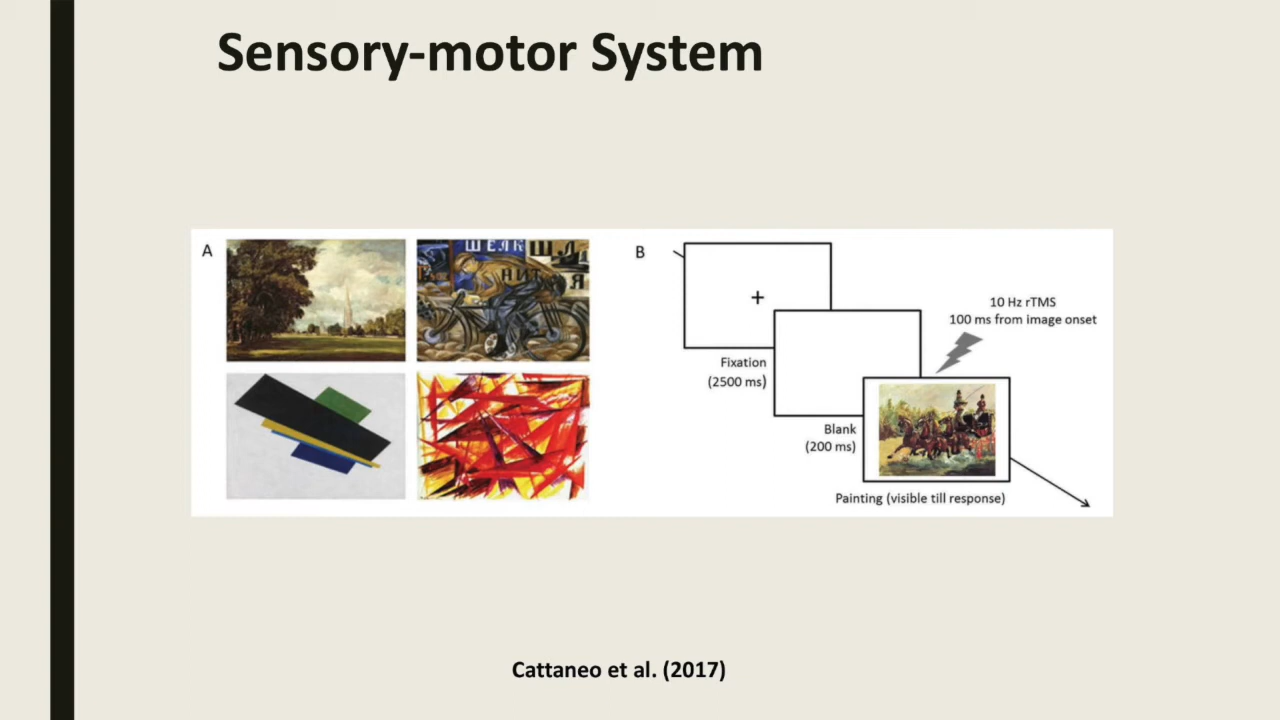 Sensory-motor System
A
ШЕЛК
НИТ
Я
B
+
10 Hz rTMS
100 ms from image onset
Fixation
(2500 ms)
Blank
(200 ms)
Painting (visible till response)
Cattaneo et al. (2017)